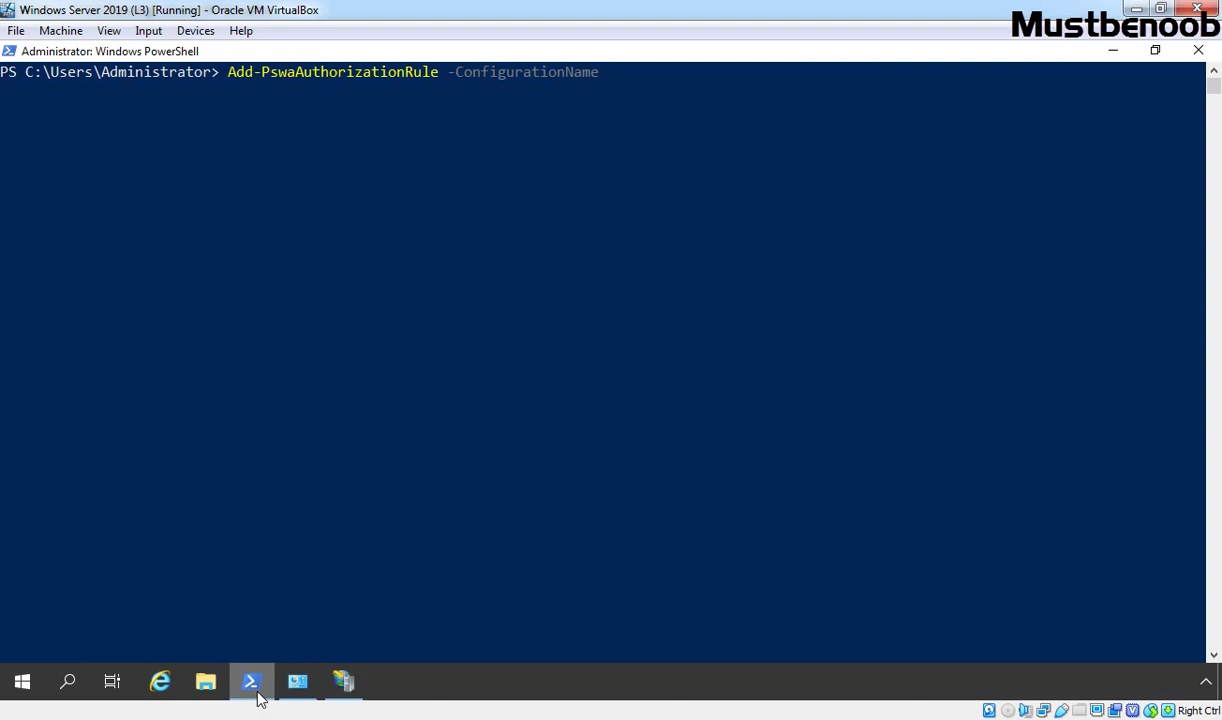 Windows Server 2019 (L3) [Running] - Oracle VM VirtualBox
Mustbenoob
File Machine View Input Devices Help
Administrator: Windows PowerShell
PS C:\Users\Administrator> Add-PswaAuthorizationRule -ConfigurationName
Right Ctrl